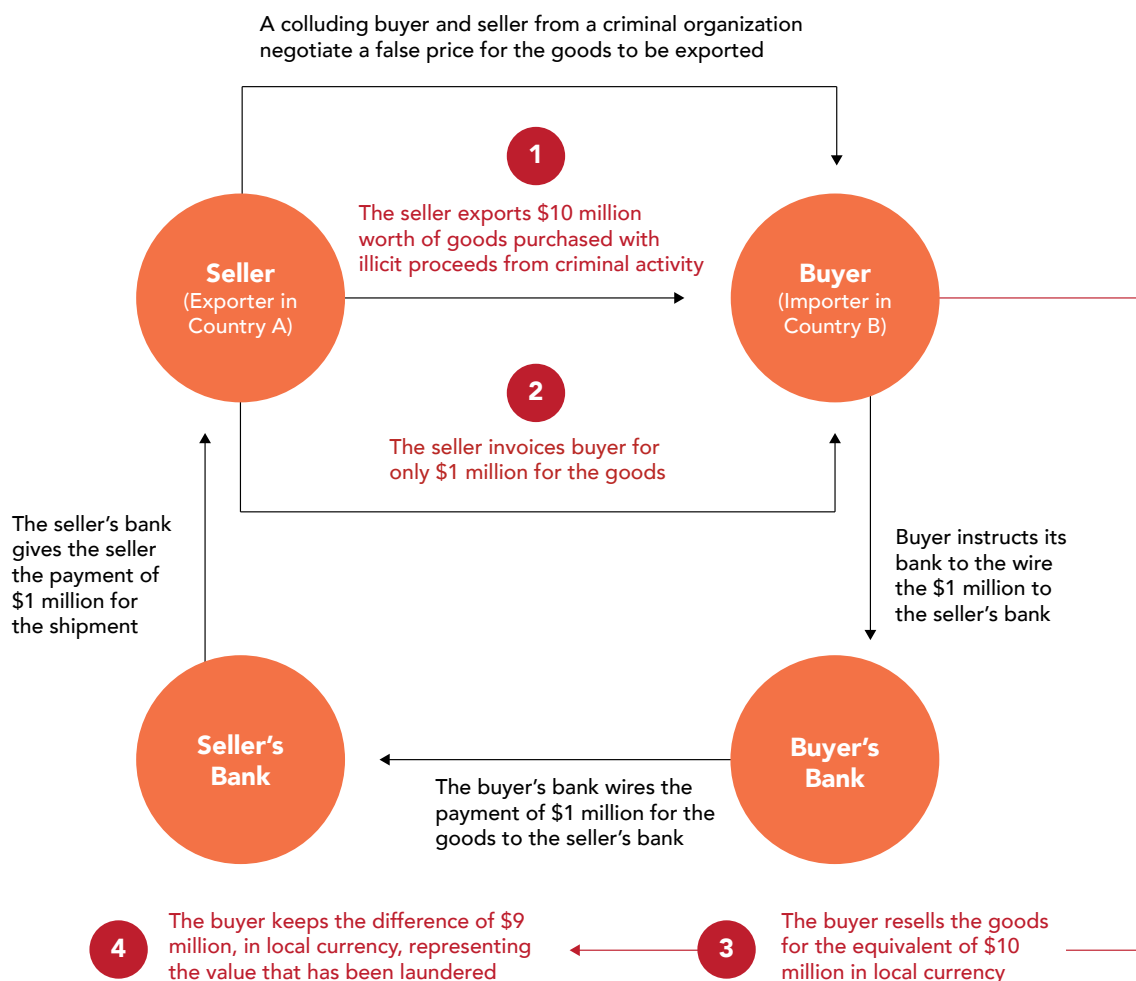 A colluding buyer and seller from a criminal organization
negotiate a false price for the goods to be exported
1
The seller exports $10 million
worth of goods purchased with
illicit proceeds from criminal activity
Seller
(Exporter in
Country A)
Buyer
(Importer in
Country B)
2
The seller invoices buyer for
only $1 million for the goods
The seller's bank
gives the seller
the payment of
$1 million for
the shipment
Buyer instructs its
bank to the wire
the $1 million to
the seller's bank
Seller's
Bank
Buyer's
Bank
The buyer's bank wires the
payment of $1 million for the
goods to the seller's bank
4
The buyer keeps the difference of $9
million, in local currency, representing
the value that has been laundered
3
The buyer resells the goods
for the equivalent of $10
million in local currency